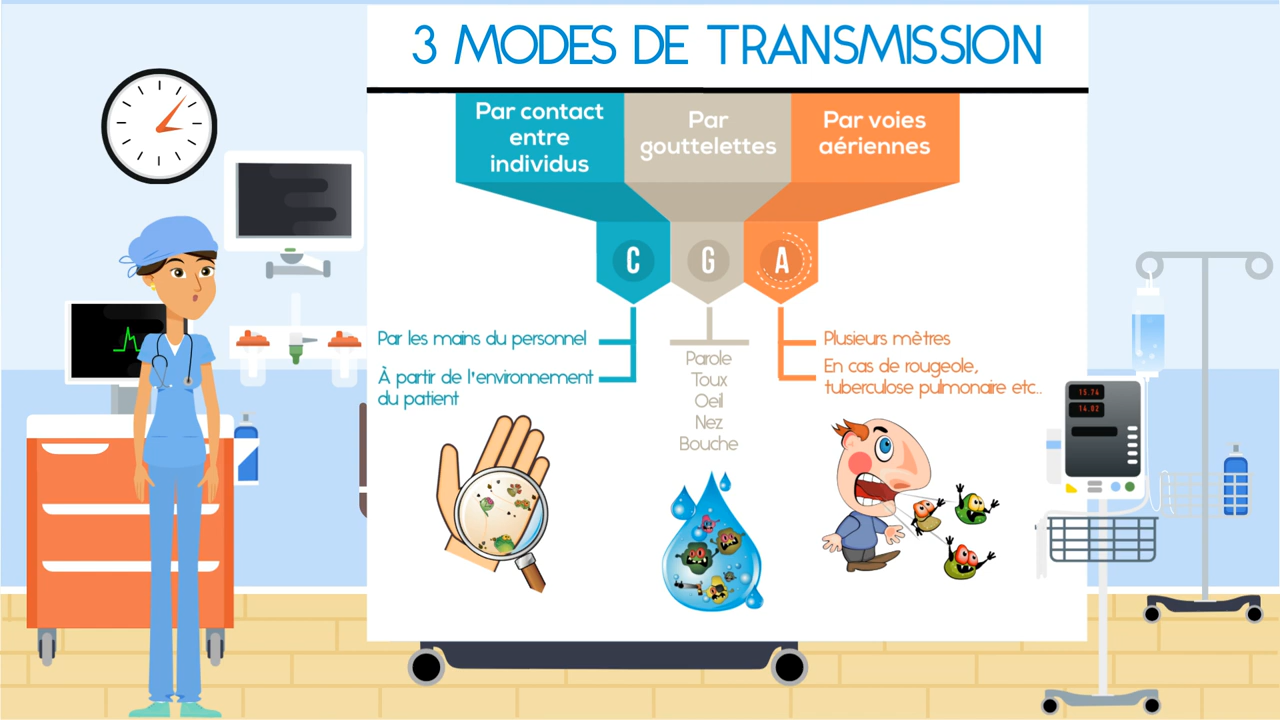 3 MODES DE TRANSMISSION
Par contact
entre
individus
Par
gouttelettes
Par voies
aériennes
C
G
A
Par les mains du personnel
À partir de l'environnement
du patient
Parole
Toux
Oeil
Nez
Bouche
Plusieurs mètres
En cas de rougeole,
tuberculose pulmonaire etc..
15.74
14.02